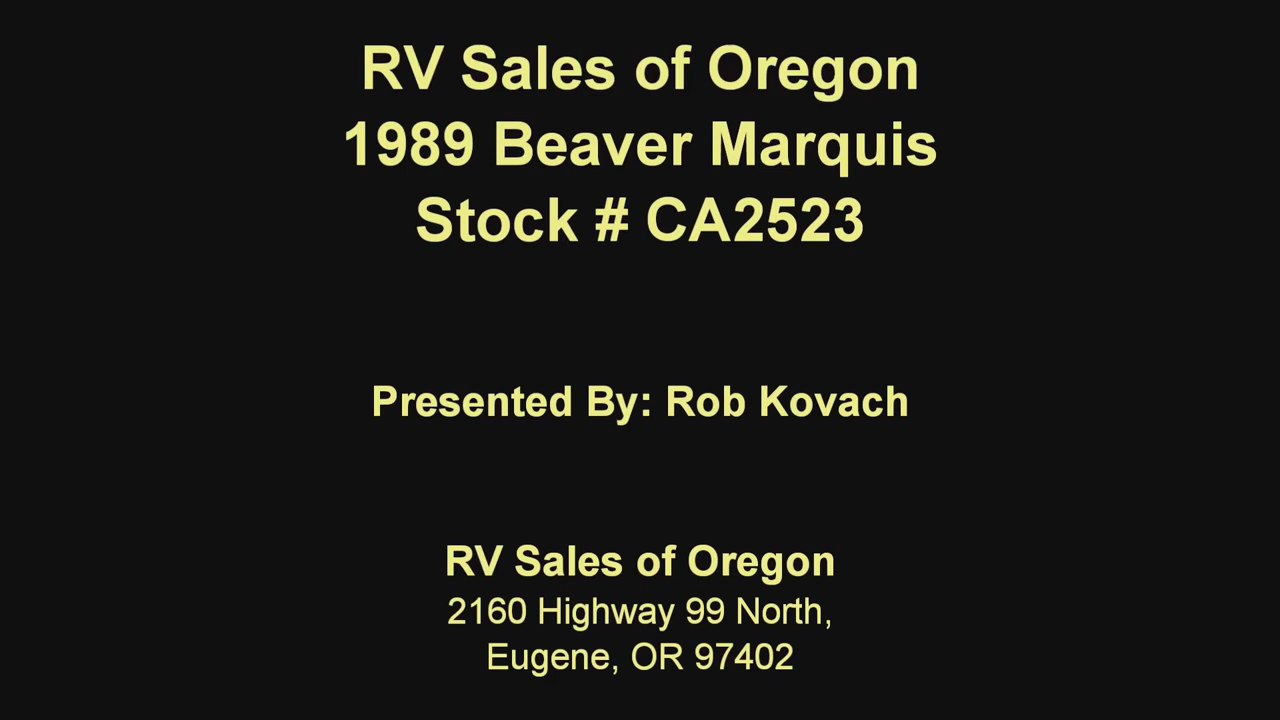 RV Sales of Oregon
1989 Beaver Marquis
Stock # CA2523
Presented By: Rob Kovach
RV Sales of Oregon
2160 Highway 99 North,
Eugene, OR 97402